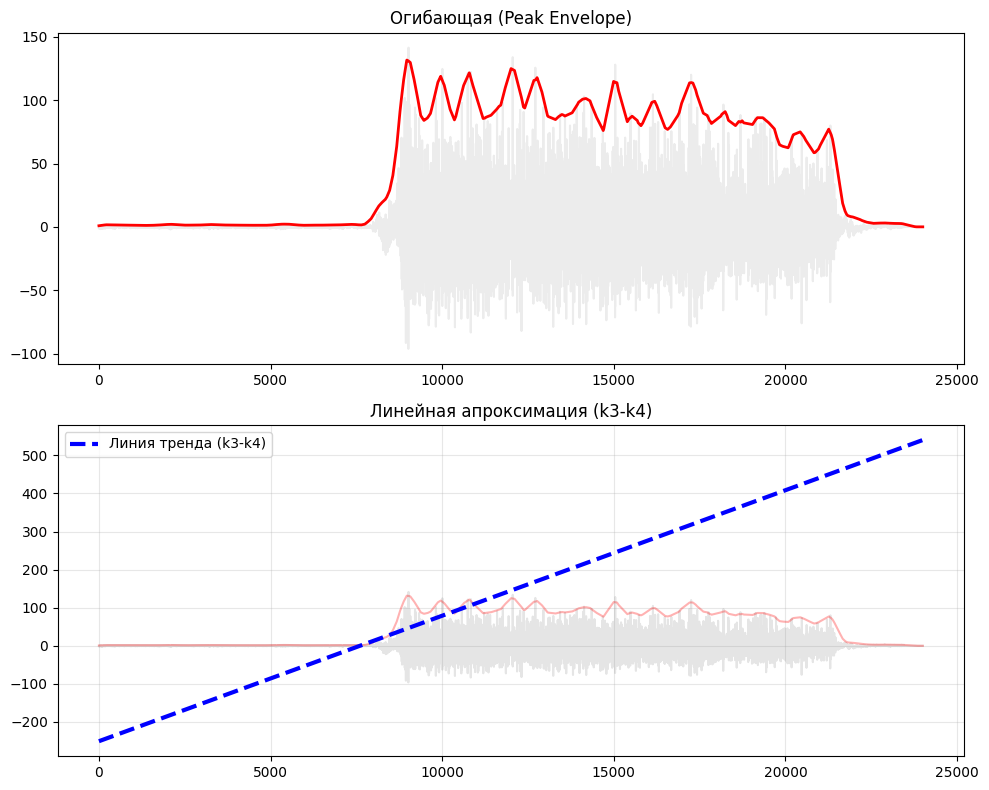 Огибающая (Peak Envelope)
150
100
50
0
−50
−100
0 5000 10000 15000 20000 25000
Линейная апроксимация (k3-k4)
Линия тренда (k3-k4)
500
400
300
200
100
0
−100
−200
0 5000 10000 15000 20000 25000